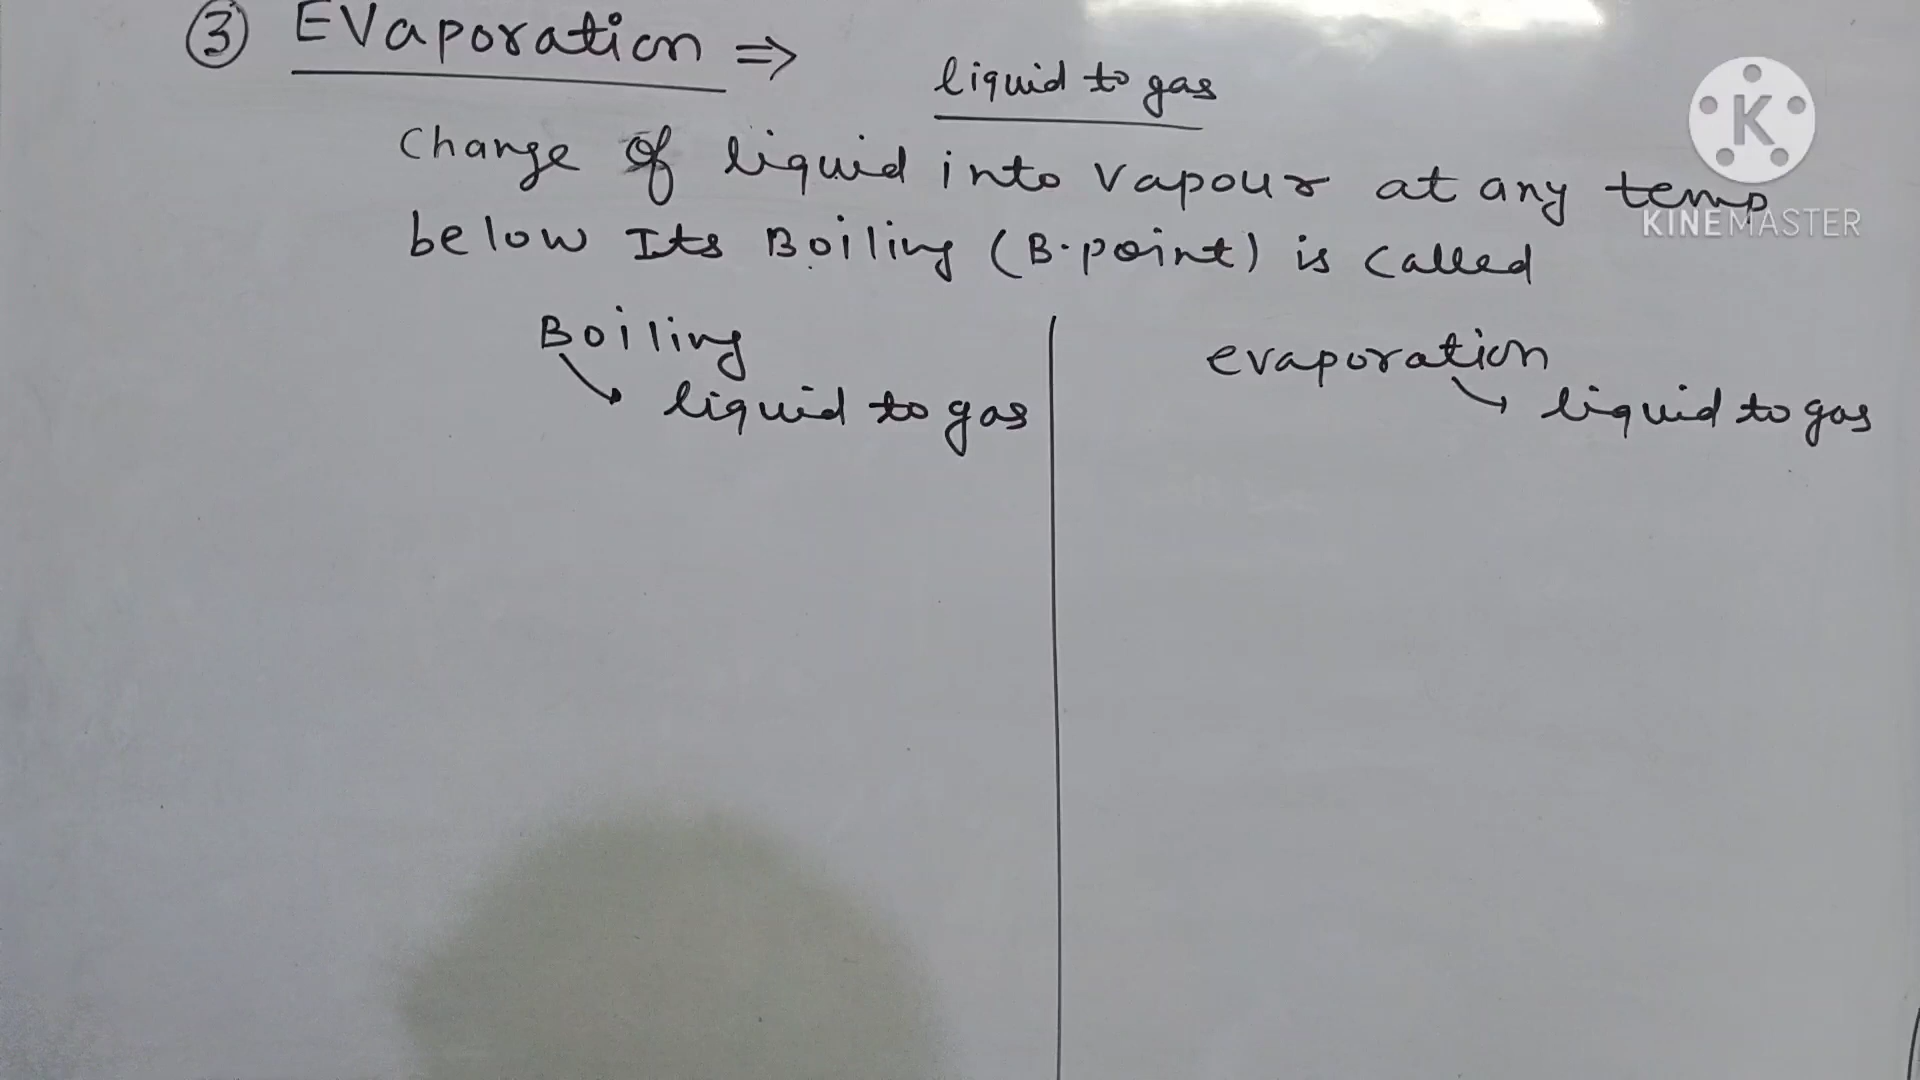 ③ Evaporation ⇒ liquid to gas
Change of liquid into vapour at any temp
below Its Boiling (B.point) is called
Boiling
→ liquid to gas
evaporation
→ liquid to gas
K
KINEMASTER